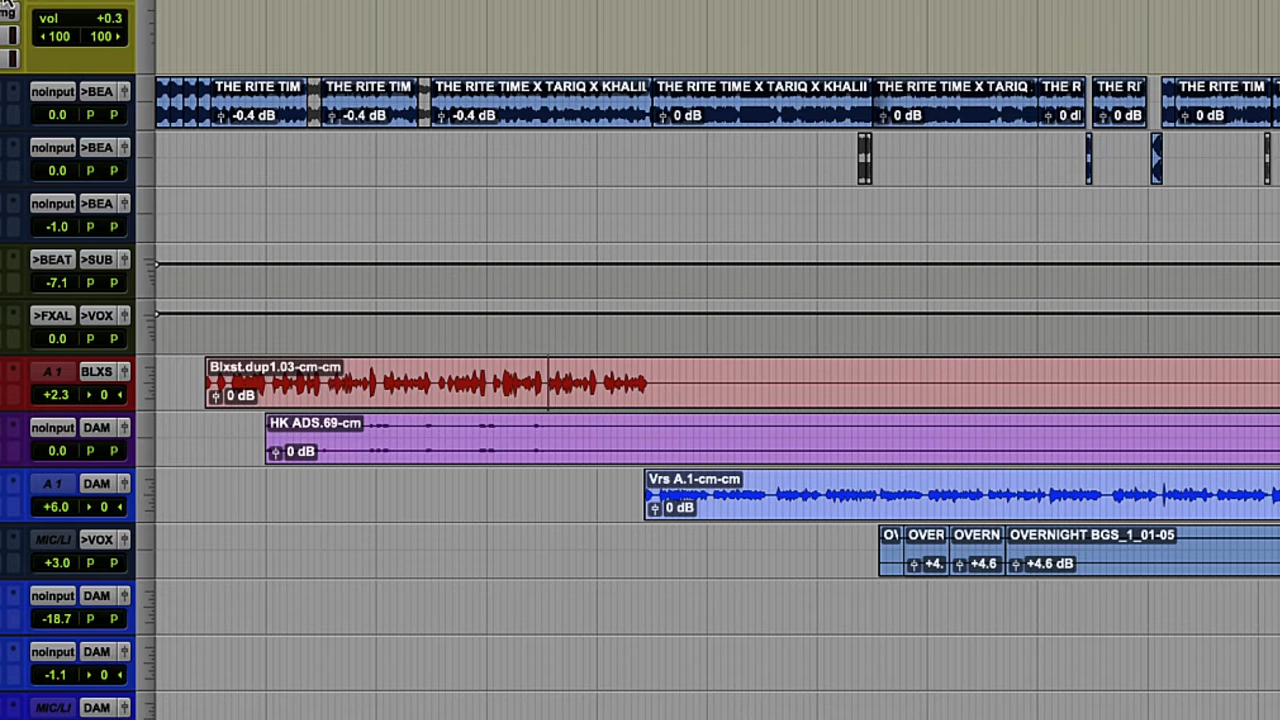 mg
vol +0.3
100 100
noInput >BEA THE RITE TIM THE RITE TIM THE RITE TIME X TARIQ X KHALIL THE RITE TIME X TARIQ X KHALII THE RITE TIME X TARIQ THE R THE RI THE RITE TIM
0.0 P P -0.4 dB -0.4 dB -0.4 dB 0 dB 0 dB 0 dB 0 dB
noInput >BEA
0.0 P P
noInput >BEA
-1.0 P P
>BEAT >SUB
-7.1 P P
>FXAL >VOX
0.0 P P
A 1 BLXS Blxst.dup1.03-cm-cm
+2.3 0 0 dB
noInput DAM HK ADS.69-cm
0.0 P P 0 dB
A 1 DAM Vrs A.1-cm-cm
+6.0 0 0 dB
MIC/LI >VOX OVER OVERN OVERNIGHT BGS_1_01-05
+3.0 P P +4. +4.6 +4.6 dB
noInput DAM
-18.7 P P
noInput DAM
-1.1 0
MIC/LI DAM